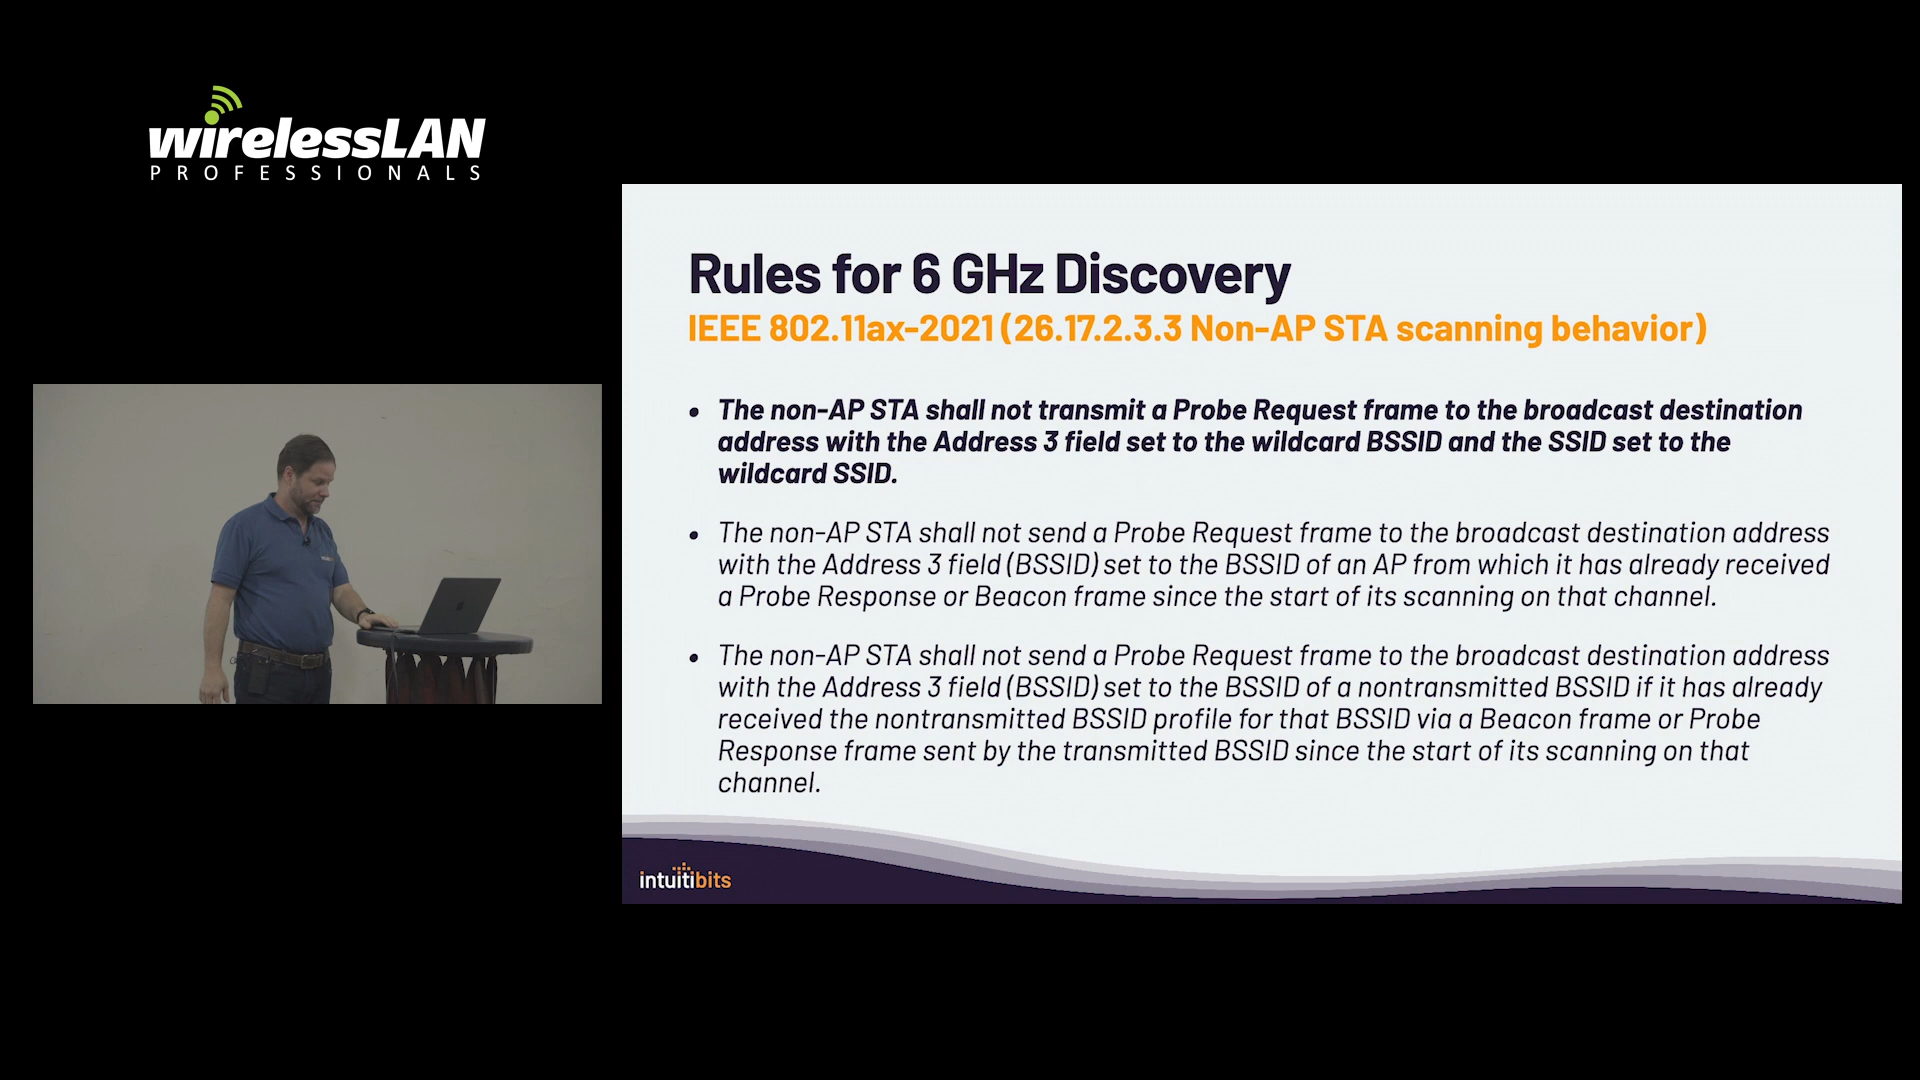 wirelessLAN
PROFESSIONALS
Rules for 6 GHz Discovery
IEEE 802.11ax-2021 (26.17.2.3.3 Non-AP STA scanning behavior)
• The non-AP STA shall not transmit a Probe Request frame to the broadcast destination
address with the Address 3 field set to the wildcard BSSID and the SSID set to the
wildcard SSID.
• The non-AP STA shall not send a Probe Request frame to the broadcast destination address
with the Address 3 field (BSSID) set to the BSSID of an AP from which it has already received
a Probe Response or Beacon frame since the start of its scanning on that channel.
• The non-AP STA shall not send a Probe Request frame to the broadcast destination address
with the Address 3 field (BSSID) set to the BSSID of a nontransmitted BSSID if it has already
received the nontransmitted BSSID profile for that BSSID via a Beacon frame or Probe
Response frame sent by the transmitted BSSID since the start of its scanning on that
channel.
intuitibits